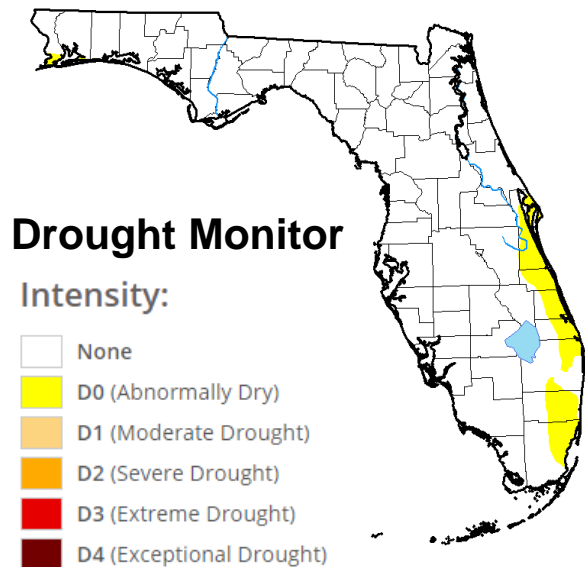 Drought Monitor
Intensity:
None
D0 (Abnormally Dry)
D1 (Moderate Drought)
D2 (Severe Drought)
D3 (Extreme Drought)
D4 (Exceptional Drought)